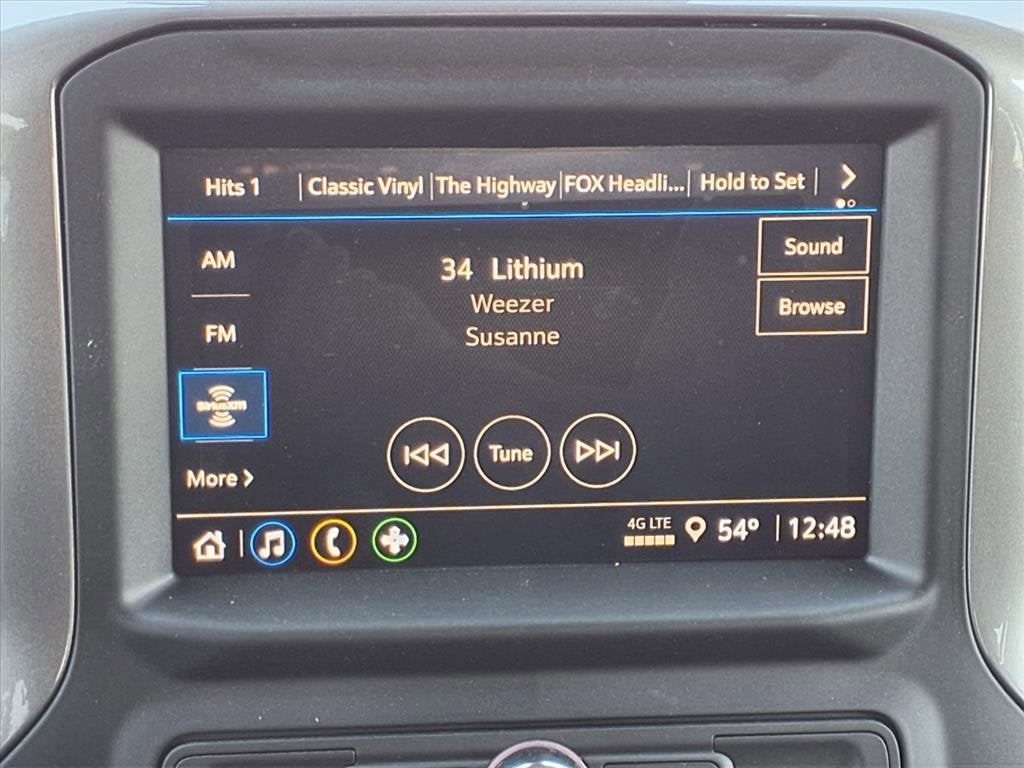 Hits 1 Classic Vinyl The Highway FOX Headli... Hold to Set
AM
34 Lithium
Weezer
Susanne
Sound
Browse
FM
SiriusXM
More
Tune
4G LTE
54° 12:48